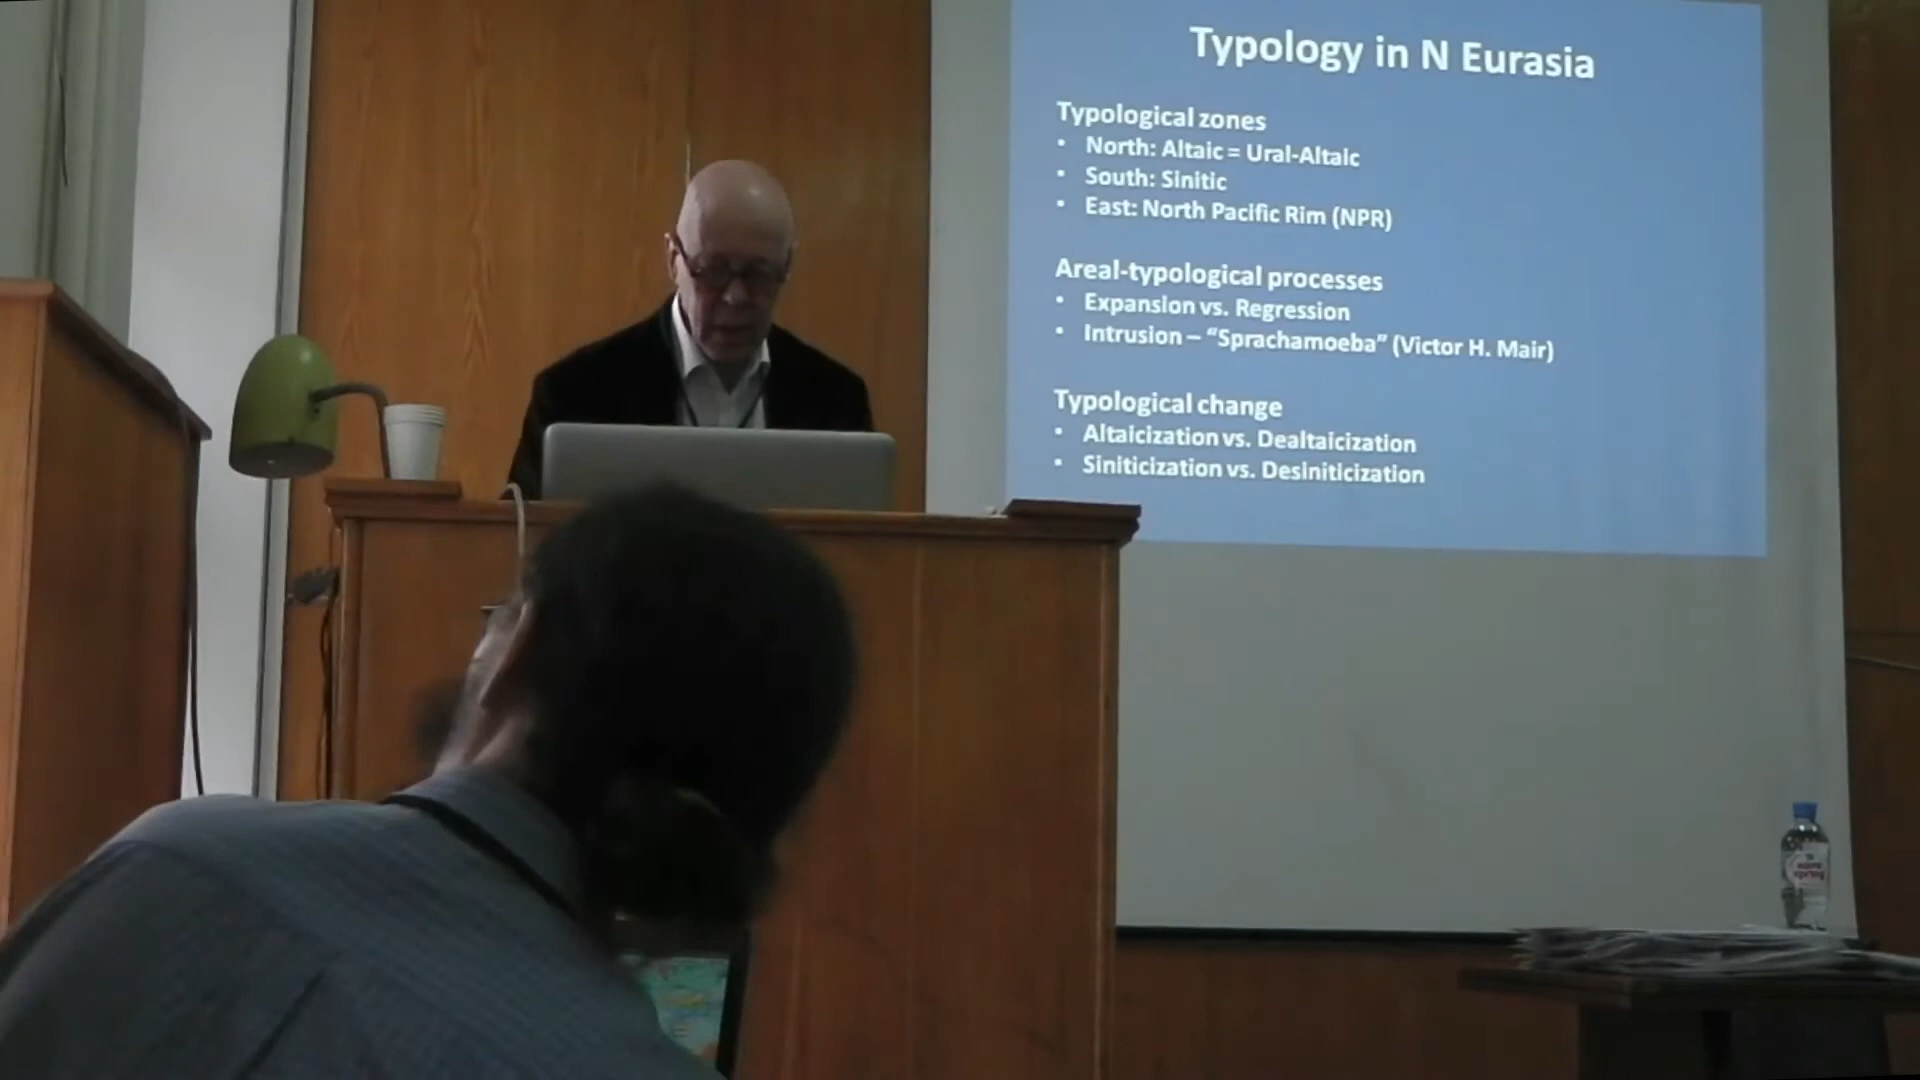 Typology in N Eurasia
Typological zones
• North: Altaic = Ural-Altaic
• South: Sinitic
• East: North Pacific Rim (NPR)
Areal-typological processes
• Expansion vs. Regression
• Intrusion – “Sprachamoeba” (Victor H. Mair)
Typological change
• Altaicization vs. Dealtaicization
• Siniticization vs. Desiniticization